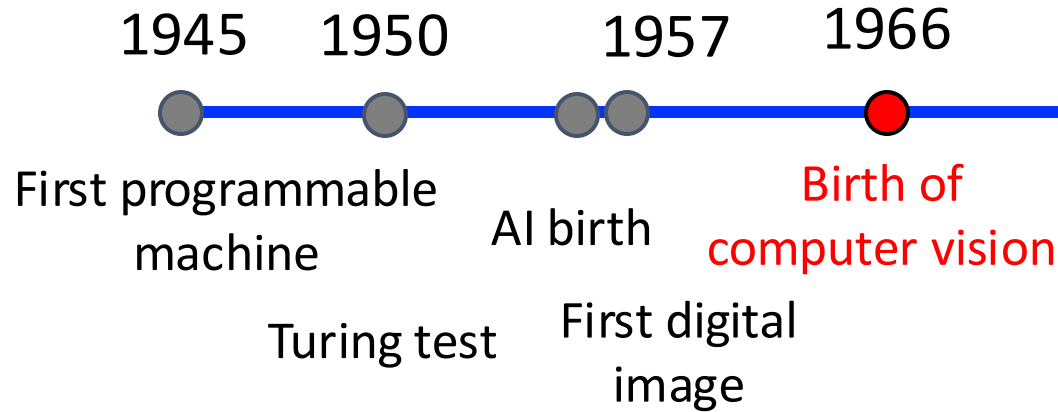 1945 1950 1957 1966
First programmable
machine
Turing test
AI birth
First digital
image
Birth of
computer vision